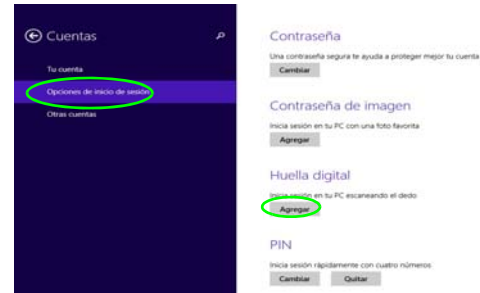 Cuentas
Tu cuenta
Opciones de inicio de sesión
Otras cuentas
Contraseña
Una contraseña segura te ayuda a proteger mejor tu cuenta
Cambiar
Contraseña de imagen
Inicia sesión en tu PC con una foto favorita
Agregar
Huella digital
Inicia sesión en tu PC escaneando el dedo
Agregar
PIN
Inicia sesión rápidamente con cuatro números
Cambiar Quitar